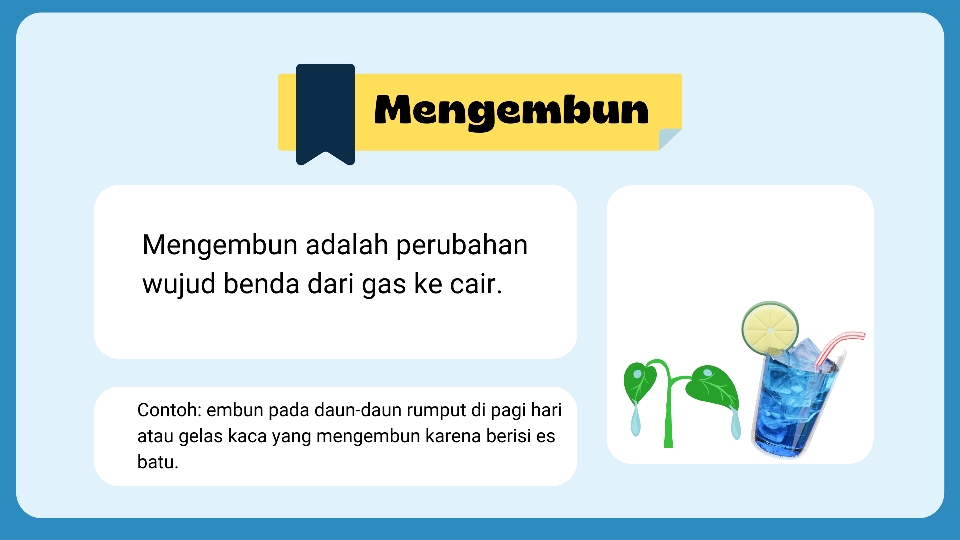 Mengembun
Mengembun adalah perubahan
wujud benda dari gas ke cair.
Contoh: embun pada daun-daun rumput di pagi hari
atau gelas kaca yang mengembun karena berisi es
batu.